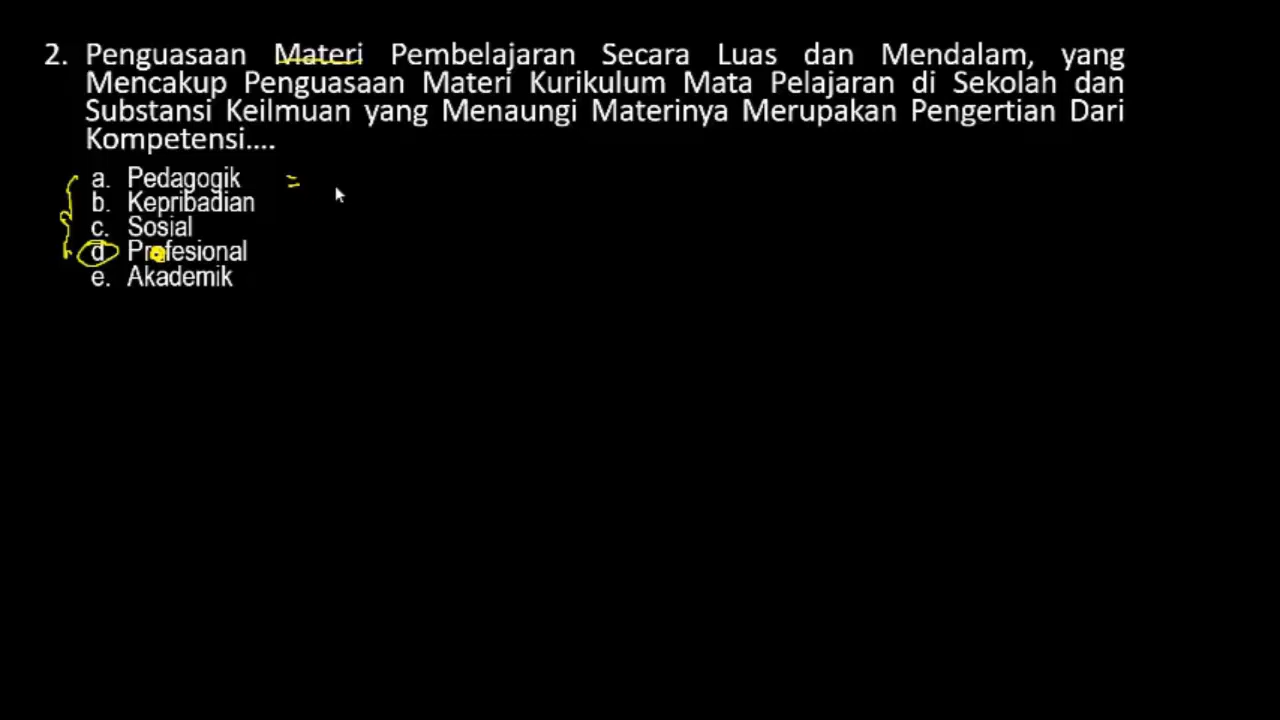 2. Penguasaan Materi Pembelajaran Secara Luas dan Mendalam, yang
Mencakup Penguasaan Materi Kurikulum Mata Pelajaran di Sekolah dan
Substansi Keilmuan yang Menaungi Materinya Merupakan Pengertian Dari
Kompetensi....
a. Pedagogik =
b. Kepribadian
c. Sosial
d. Profesional
e. Akademik